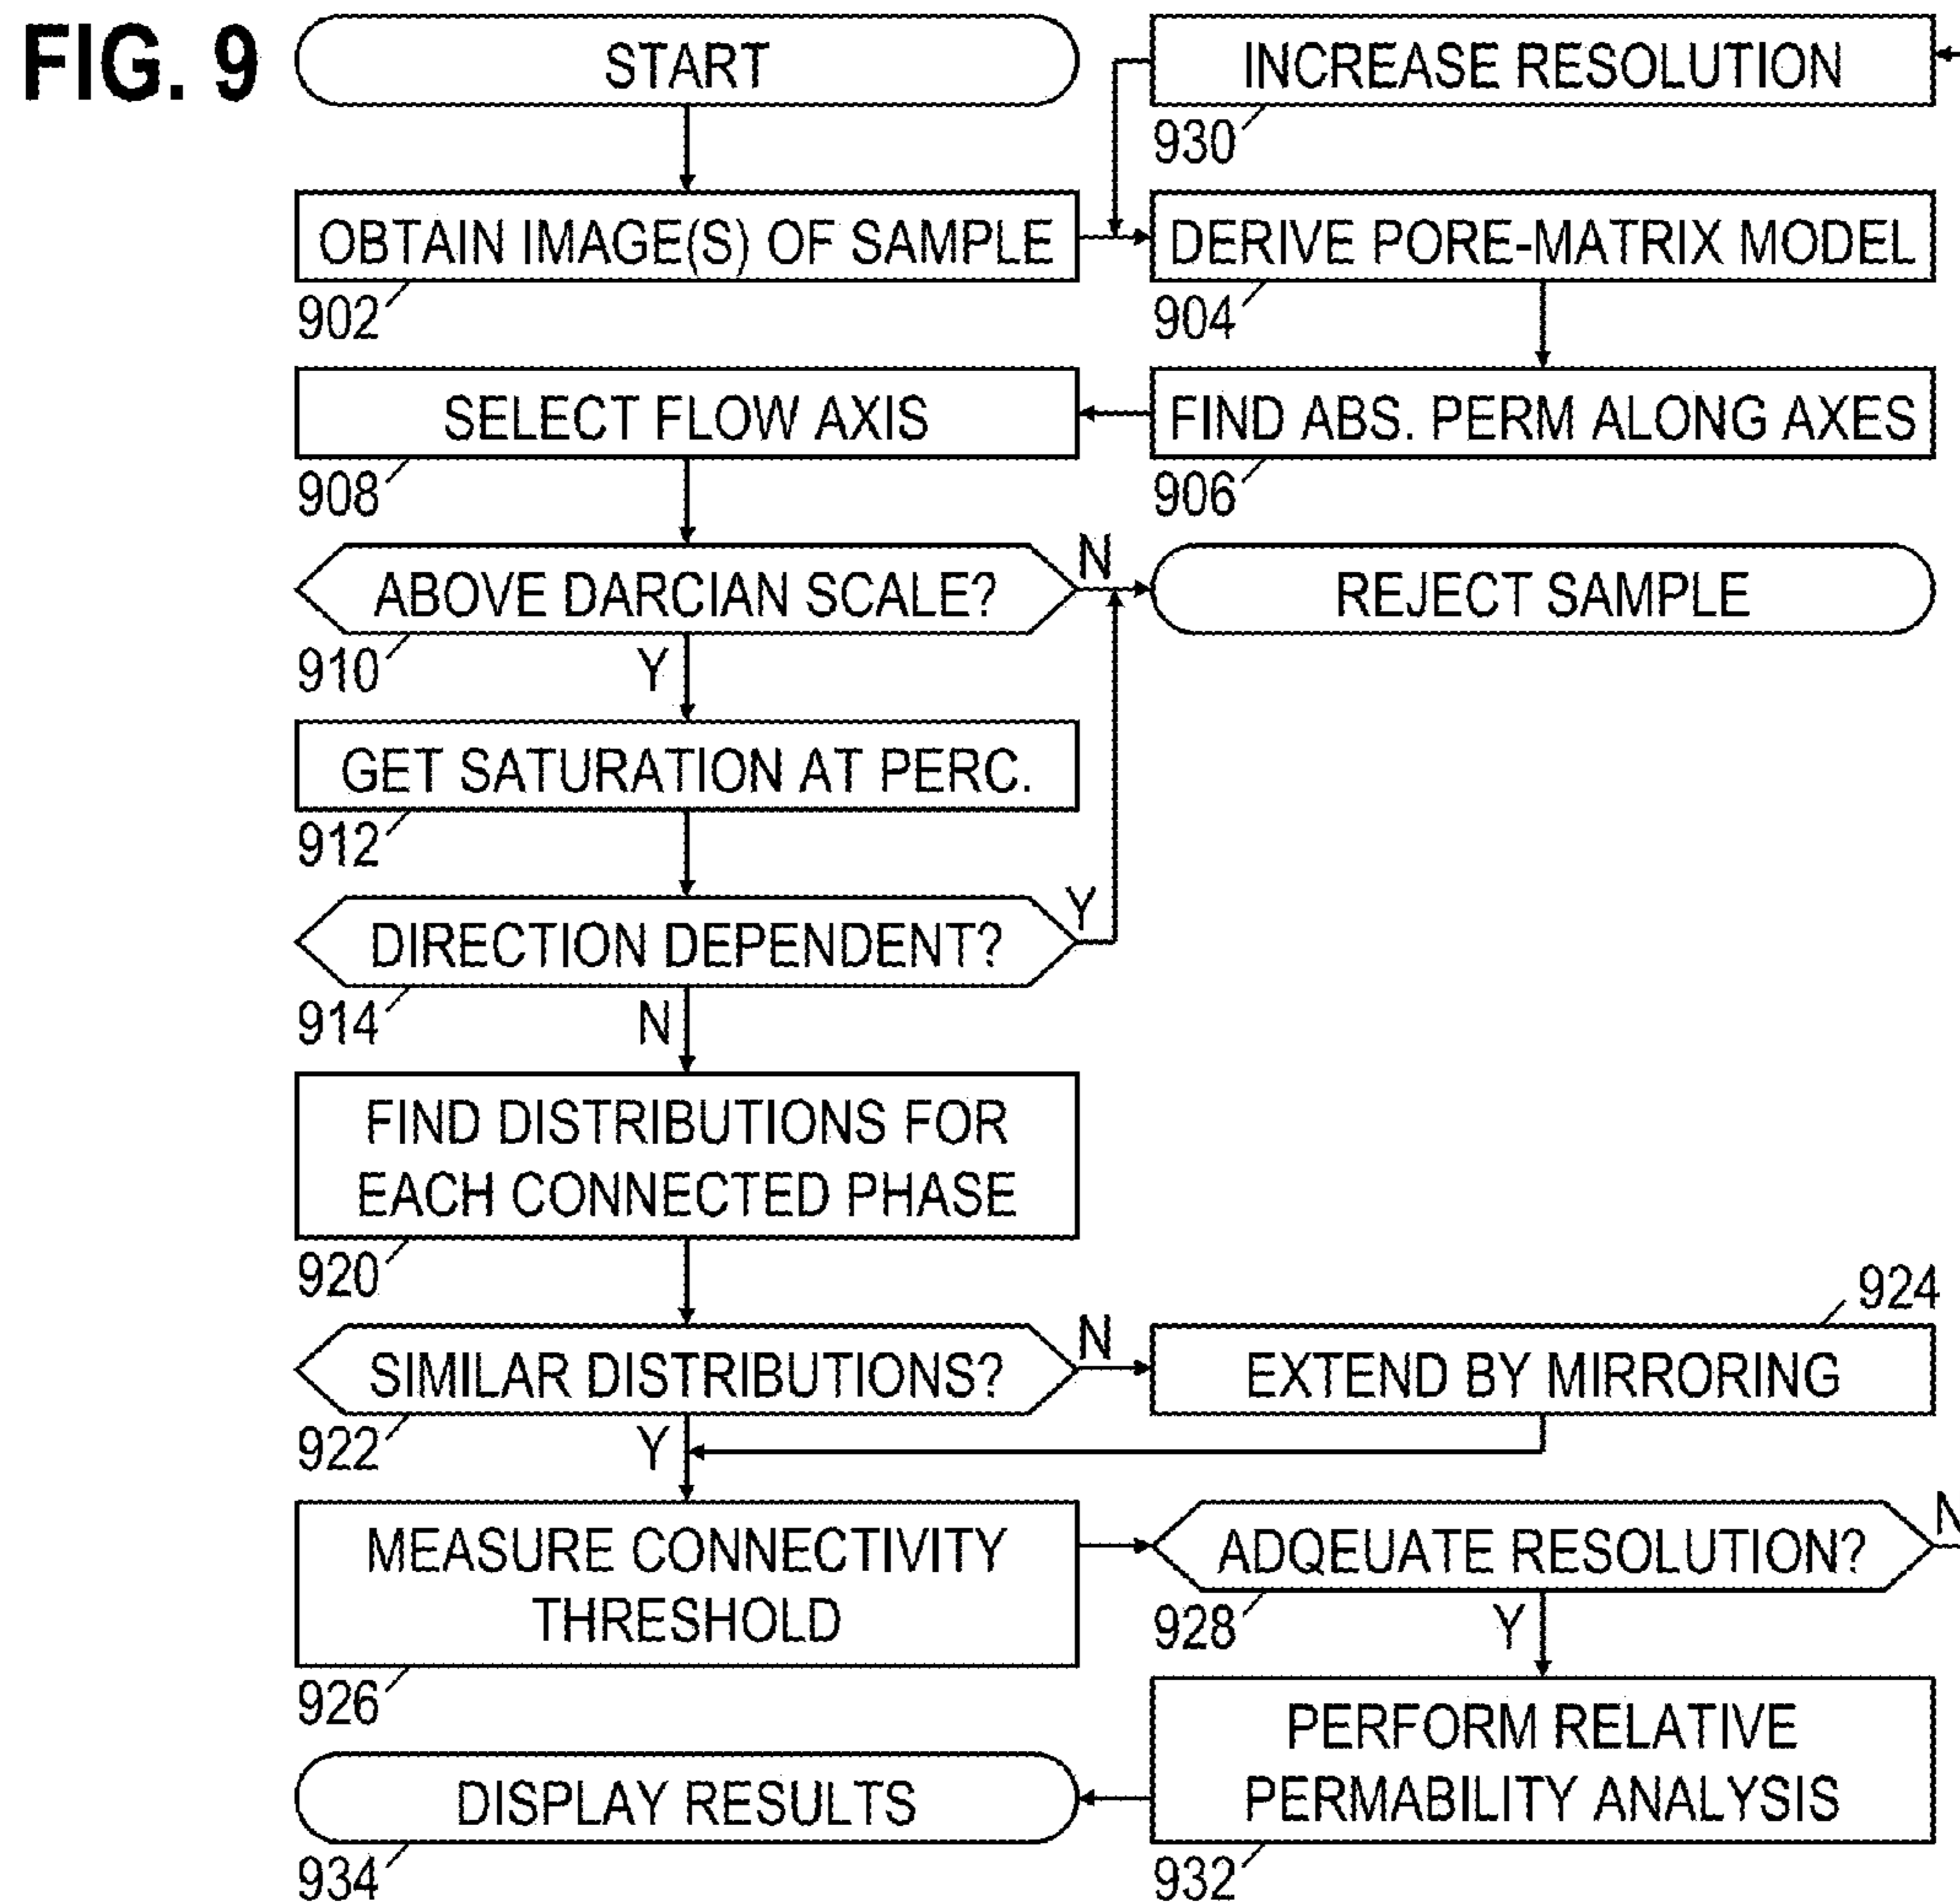 FIG. 9
START
INCREASE RESOLUTION
930
OBTAIN IMAGE(S) OF SAMPLE
902
DERIVE PORE-MATRIX MODEL
904
SELECT FLOW AXIS
908
FIND ABS. PERM ALONG AXES
906
ABOVE DARCIAN SCALE?
910
N
Y
REJECT SAMPLE
GET SATURATION AT PERC.
912
DIRECTION DEPENDENT?
914
Y
N
FIND DISTRIBUTIONS FOR
EACH CONNECTED PHASE
920
SIMILAR DISTRIBUTIONS?
922
N
Y
924
EXTEND BY MIRRORING
MEASURE CONNECTIVITY
THRESHOLD
926
ADQEUATE RESOLUTION?
928
N
Y
PERFORM RELATIVE
PERMABILITY ANALYSIS
932
DISPLAY RESULTS
934